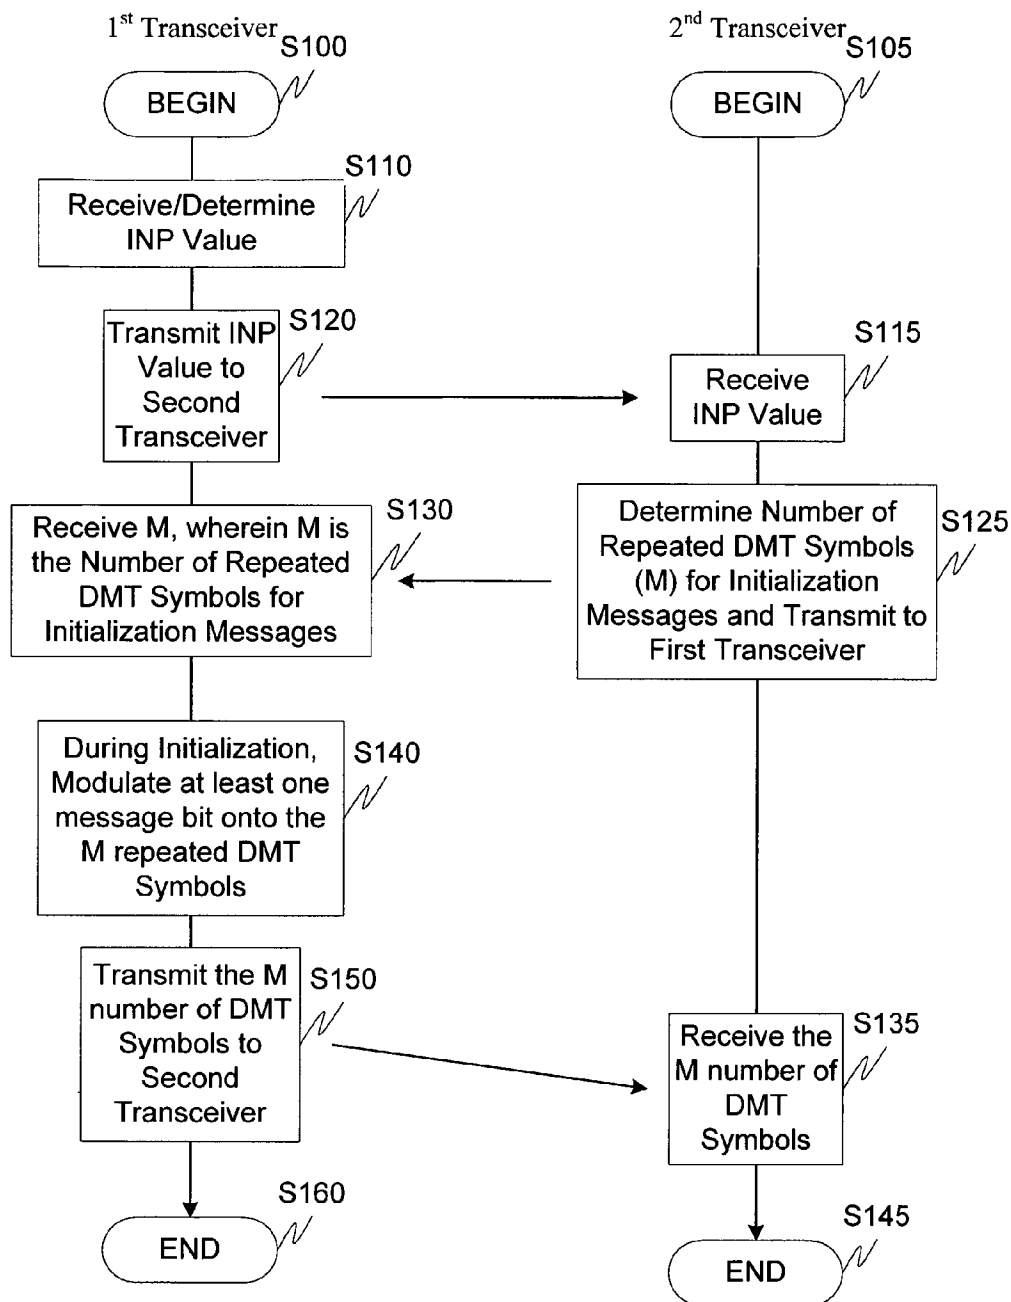 1st Transceiver
S100
BEGIN
S110
Receive/Determine
INP Value
S120
Transmit INP
Value to
Second
Transceiver
S130
Receive M, wherein M is
the Number of Repeated
DMT Symbols for
Initialization Messages
S140
During Initialization,
Modulate at least one
message bit onto the
M repeated DMT
Symbols
S150
Transmit the M
number of DMT
Symbols to
Second
Transceiver
S160
END
2nd Transceiver
S105
BEGIN
S115
Receive
INP Value
S125
Determine Number of
Repeated DMT Symbols
(M) for Initialization
Messages and Transmit to
First Transceiver
S135
Receive the
M number of
DMT
Symbols
S145
END